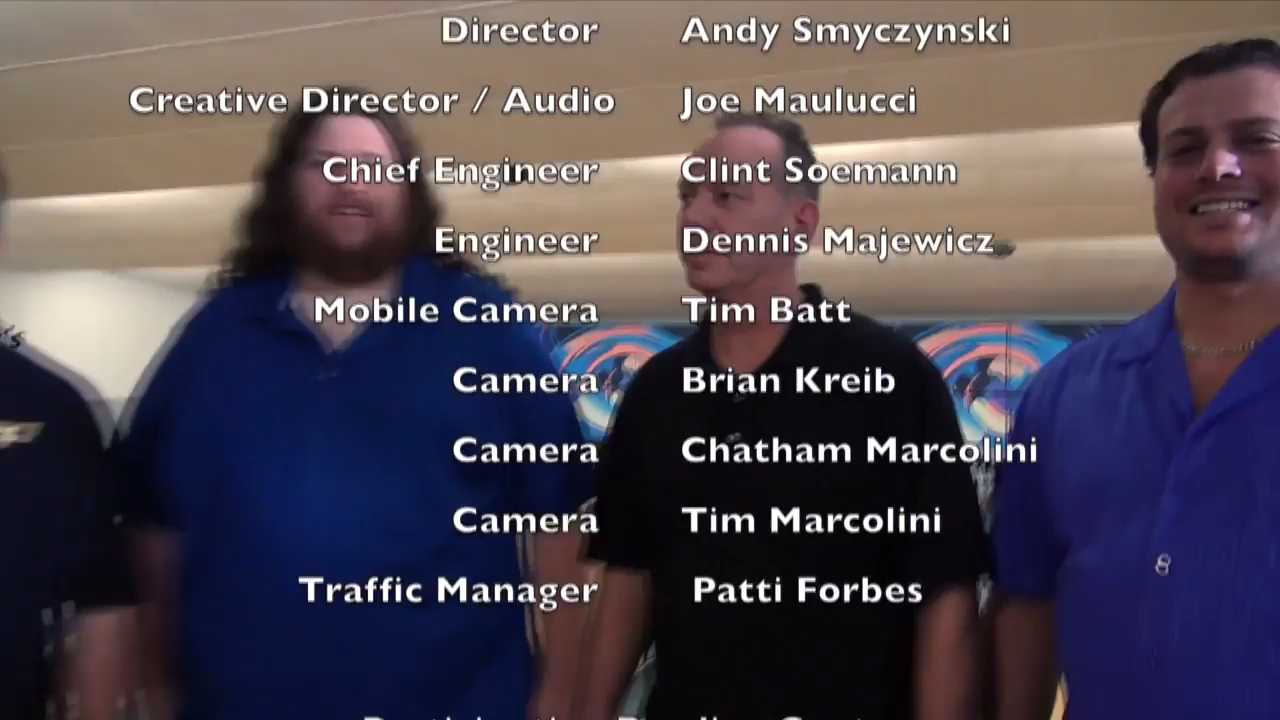 Director Andy Smyczynski
Creative Director / Audio Joe Maulucci
Chief Engineer Clint Soemann
Engineer Dennis Majewicz
Mobile Camera Tim Batt
Camera Brian Kreib
Camera Chatham Marcolini
Camera Tim Marcolini
Traffic Manager Patti Forbes